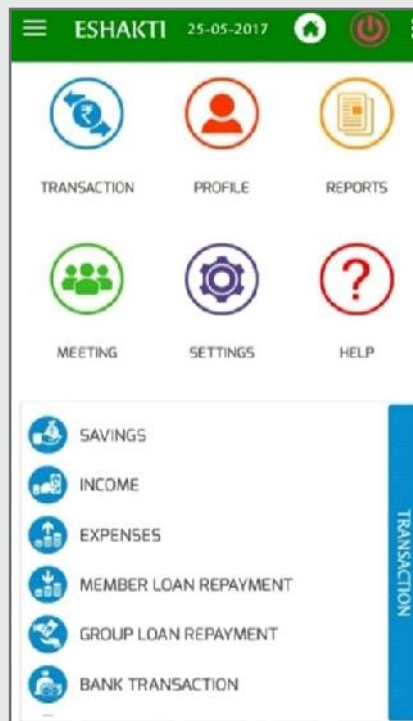 ESHAKTI 25-05-2017
TRANSACTION PROFILE REPORTS
MEETING SETTINGS HELP
SAVINGS
INCOME
EXPENSES
MEMBER LOAN REPAYMENT
GROUP LOAN REPAYMENT
BANK TRANSACTION
TRANSACTION